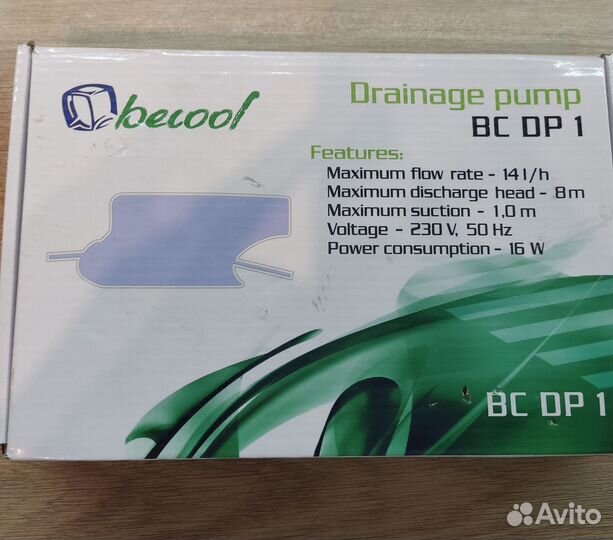 becool
Drainage pump
BC DP 1
Features:
Maximum flow rate - 14 l/h
Maximum discharge head - 8 m
Maximum suction - 1,0 m
Voltage - 230 V, 50 Hz
Power consumption - 16 W
BC DP 1
Avito